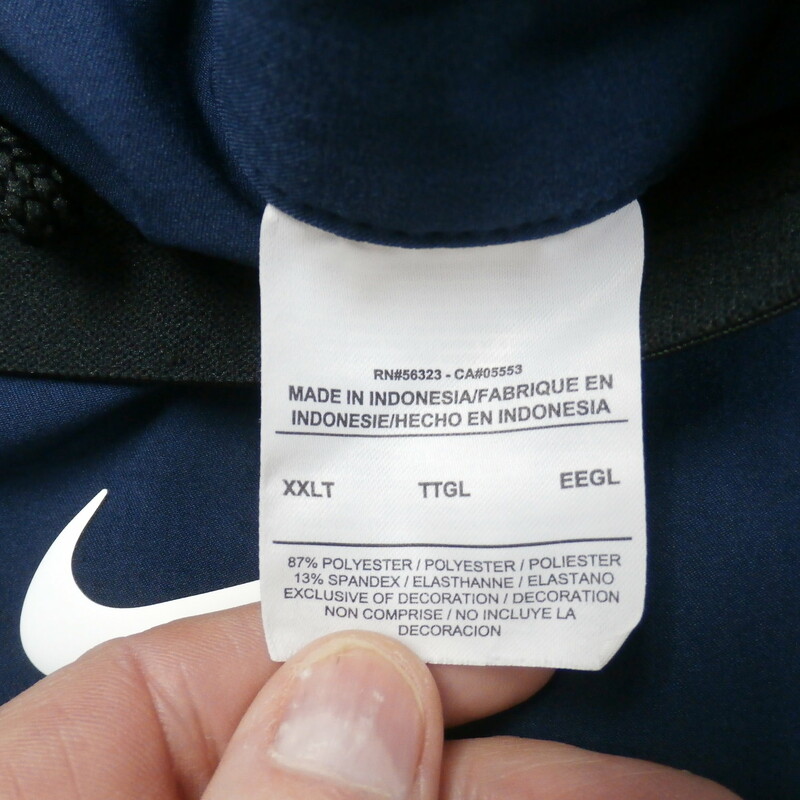 RN#56323 - CA#05553
MADE IN INDONESIA/FABRIQUE EN
INDONESIE/HECHO EN INDONESIA
XXLT TTGL EEGL
87% POLYESTER / POLYESTER / POLIESTER
13% SPANDEX / ELASTHANNE / ELASTANO
EXCLUSIVE OF DECORATION / DECORATION
NON COMPRISE / NO INCLUYE LA
DECORACION